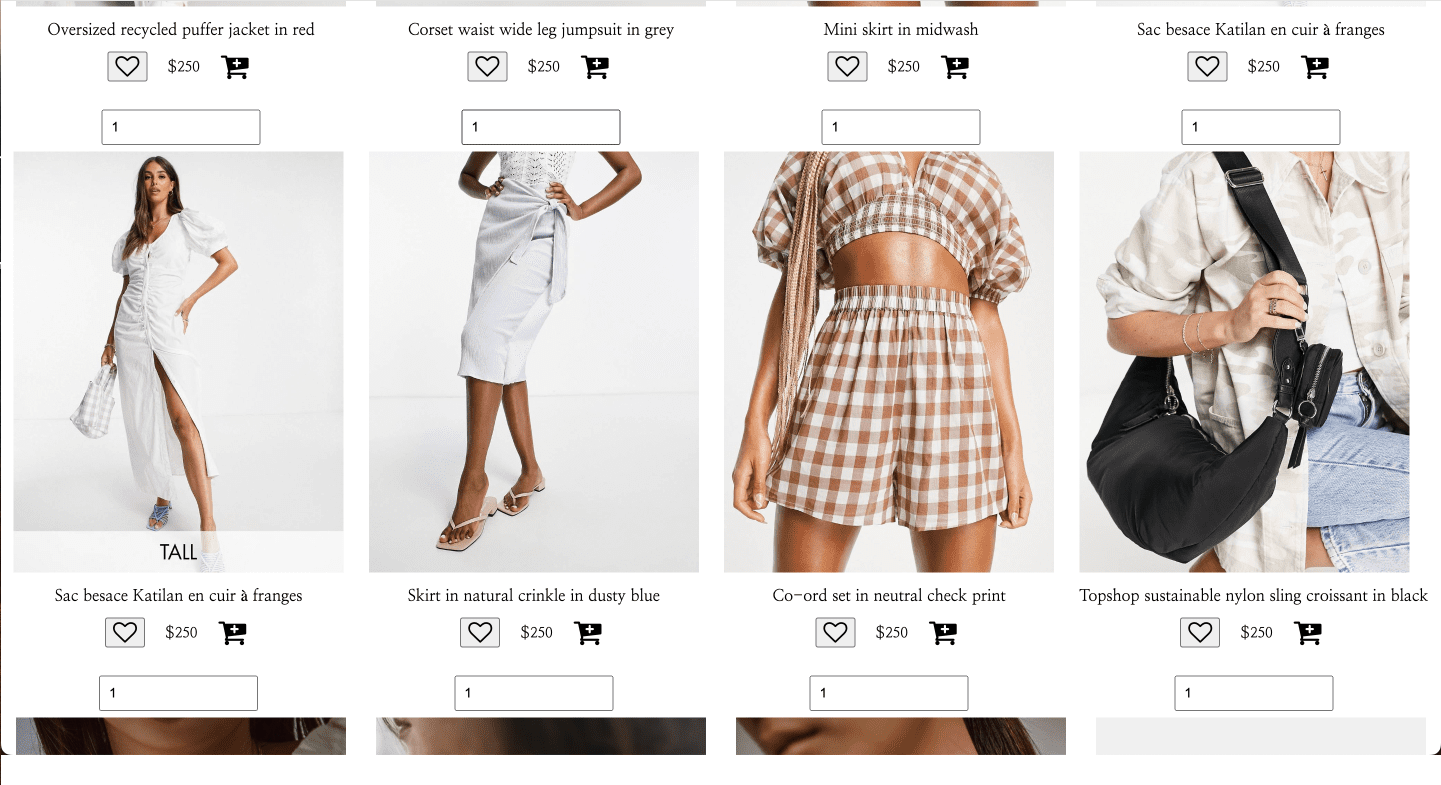 Oversized recycled puffer jacket in red
Corset waist wide leg jumpsuit in grey
Mini skirt in midwash
Sac besace Katilan en cuir à franges
$250
$250
$250
$250
1
1
1
1
TALL
Sac besace Katilan en cuir à franges
Skirt in natural crinkle in dusty blue
Co-ord set in neutral check print
Topshop sustainable nylon sling croissant in black
$250
$250
$250
$250
1
1
1
1